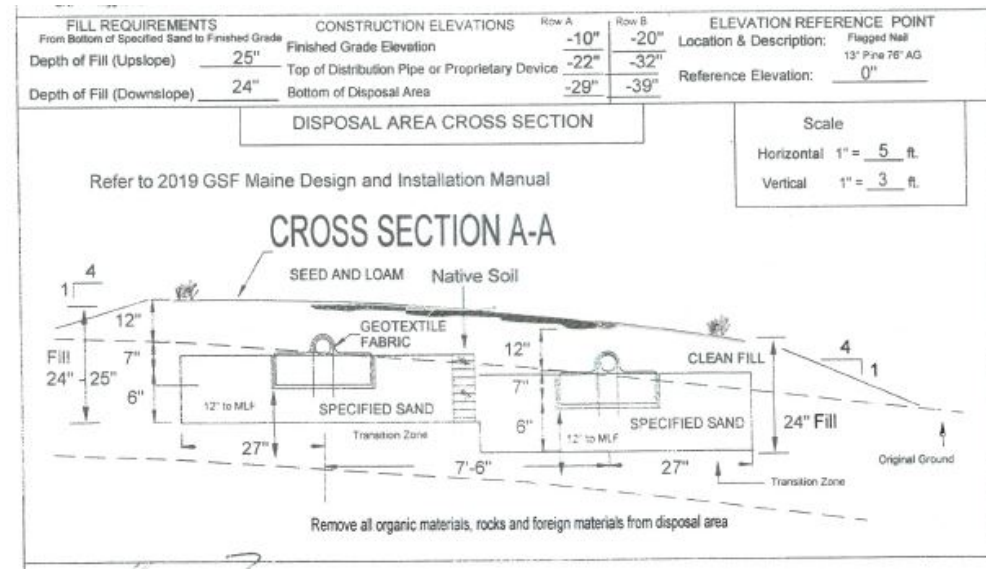 FILL REQUIREMENTS
From Bottom of Specified Sand to Finished Grade
Depth of Fill (Upslope) 25"
Depth of Fill (Downslope) 24"
CONSTRUCTION ELEVATIONS Row A Row B
Finished Grade Elevation -10" -20"
Top of Distribution Pipe or Proprietary Device -22" -32"
Bottom of Disposal Area -29" -39"
ELEVATION REFERENCE POINT
Location & Description: Flagged Nail
13" Pine 76" AG
Reference Elevation: 0"
DISPOSAL AREA CROSS SECTION
Scale
Horizontal 1" = 5 ft.
Vertical 1" = 3 ft.
Refer to 2019 GSF Maine Design and Installation Manual
CROSS SECTION A-A
SEED AND LOAM Native Soil
4
1
12"
GEOTEXTILE
FABRIC
12"
CLEAN FILL
4
1
Fill
24" - 25"
7"
6"
7"
6"
12" to MLF
SPECIFIED SAND
12" to MLF
SPECIFIED SAND
24" Fill
Transition Zone
27"
7'-6"
27"
Original Ground
Transition Zone
Remove all organic materials, rocks and foreign materials from disposal area